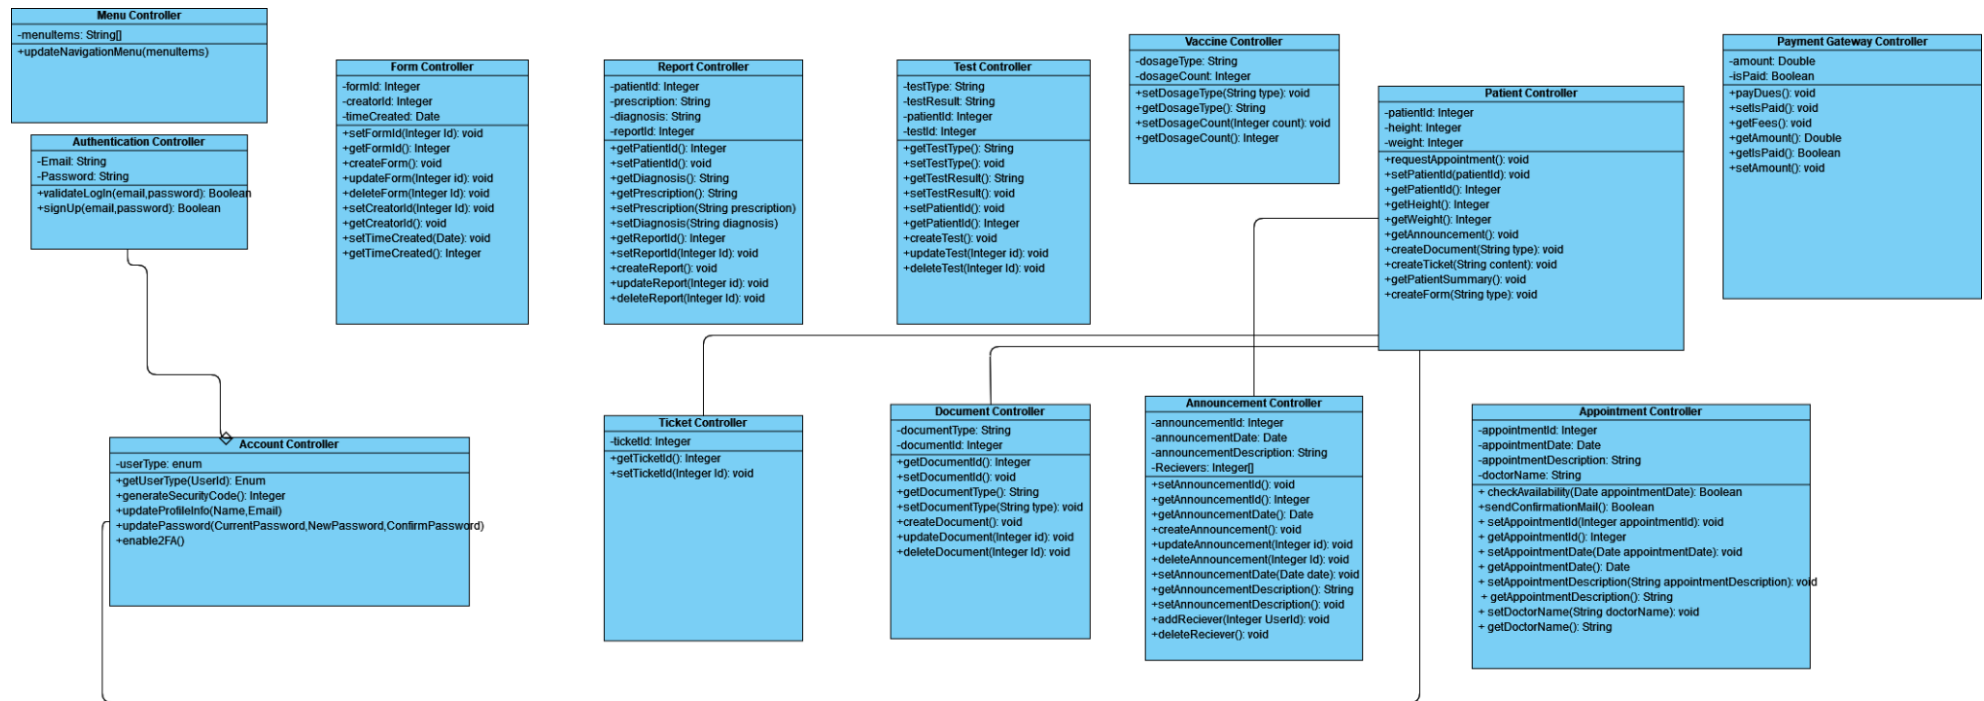 Menu Controller
-menuItems: String[]
+updateNavigationMenu(menuItems)
Authentication Controller
-Email: String
-Password: String
+validateLogIn(email,password): Boolean
+signUp(email,password): Boolean
Form Controller
-formId: Integer
-creatorId: Integer
-timeCreated: Date
+setFormId(Integer Id): void
+getFormId(): Integer
+createForm(): void
+updateForm(Integer id): void
+deleteForm(Integer Id): void
+setCreatorId(Integer Id): void
+getCreatorId(): void
+setTimeCreated(Date): void
+getTimeCreated(): Integer
Report Controller
-patientId: Integer
-prescription: String
-diagnosis: String
-reportId: Integer
+getPatientId(): Integer
+setPatientId(): void
+getDiagnosis(): String
+getPrescription(): String
+setPrescription(String prescription)
+setDiagnosis(String diagnosis)
+getReportId(): Integer
+setReportId(Integer Id): void
+createReport(): void
+updateReport(Integer id): void
+deleteReport(Integer Id): void
Test Controller
-testType: String
-testResult: String
-patientId: Integer
-testId: Integer
+getTestType(): String
+setTestType(): void
+getTestResult(): String
+setTestResult(): void
+setPatientId(): void
+getPatientId(): Integer
+createTest(): void
+updateTest(Integer id): void
+deleteTest(Integer Id): void
Vaccine Controller
-dosageType: String
-dosageCount: Integer
+setDosageType(String type): void
+getDosageType(): String
+setDosageCount(Integer count): void
+getDosageCount(): Integer
Patient Controller
-patientId: Integer
-height: Integer
-weight: Integer
+requestAppointment(): void
+setPatientId(patientId): void
+getPatientId(): Integer
+getHeight(): Integer
+getWeight(): Integer
+getAnnouncement(): void
+createDocument(String type): void
+createTicket(String content): void
+getPatientSummary(): void
+createForm(String type): void
Payment Gateway Controller
-amount: Double
-isPaid: Boolean
+payDues(): void
+setIsPaid(): void
+getFees(): void
+getAmount(): Double
+getIsPaid(): Boolean
+setAmount(): void
Account Controller
-userType: enum
+getUserType(UserId): Enum
+generateSecurityCode(): Integer
+updateProfileInfo(Name,Email)
+updatePassword(CurrentPassword,NewPassword,ConfirmPassword)
+enable2FA()
Ticket Controller
-ticketId: Integer
+getTicketId(): Integer
+setTicketId(Integer Id): void
Document Controller
-documentType: String
-documentId: Integer
+getDocumentId(): Integer
+setDocumentId(): void
+getDocumentType(): String
+setDocumentType(String type): void
+createDocument(): void
+updateDocument(Integer id): void
+deleteDocument(Integer Id): void
Announcement Controller
-announcementId: Integer
-announcementDate: Date
-announcementDescription: String
-Recievers: Integer[]
+setAnnouncementId(): void
+getAnnouncementId(): Integer
+getAnnouncementDate(): Date
+createAnnouncement(): void
+updateAnnouncement(Integer id): void
+deleteAnnouncement(Integer Id): void
+setAnnouncementDate(Date date): void
+getAnnouncementDescription(): String
+setAnnouncementDescription(): void
+addReciever(Integer UserId): void
+deleteReciever(): void
Appointment Controller
-appointmentId: Integer
-appointmentDate: Date
-appointmentDescription: String
-doctorName: String
+ checkAvailability(Date appointmentDate): Boolean
+sendConfirmationMail(): Boolean
+ setAppointmentId(Integer appointmentId): void
+ getAppointmentId(): Integer
+ setAppointmentDate(Date appointmentDate): void
+ getAppointmentDate(): Date
+ setAppointmentDescription(String appointmentDescription): void
+ getAppointmentDescription(): String
+ setDoctorName(String doctorName): void
+ getDoctorName(): String